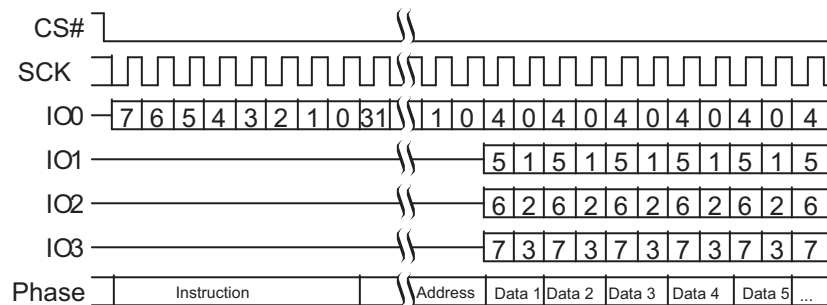 CS#
SCK
IO0 7 6 5 4 3 2 1 0 31 1 0 4 0 4 0 4 0 4 0 4 0 4
IO1 5 1 5 1 5 1 5 1 5 1 5
IO2 6 2 6 2 6 2 6 2 6 2 6
IO3 7 3 7 3 7 3 7 3 7 3 7
Phase Instruction Address Data 1 Data 2 Data 3 Data 4 Data 5 ...